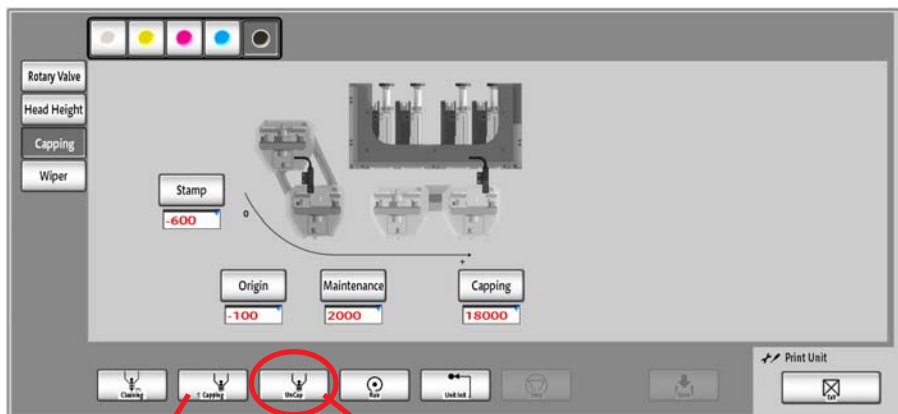 Rotary Valve
Head Height
Capping
Wiper
Stamp
-600
0
+
Origin
Maintenance
Capping
-100
2000
18000
Print Unit
Cleaning
Capping
UnCap
Run
Unit Init
Exit